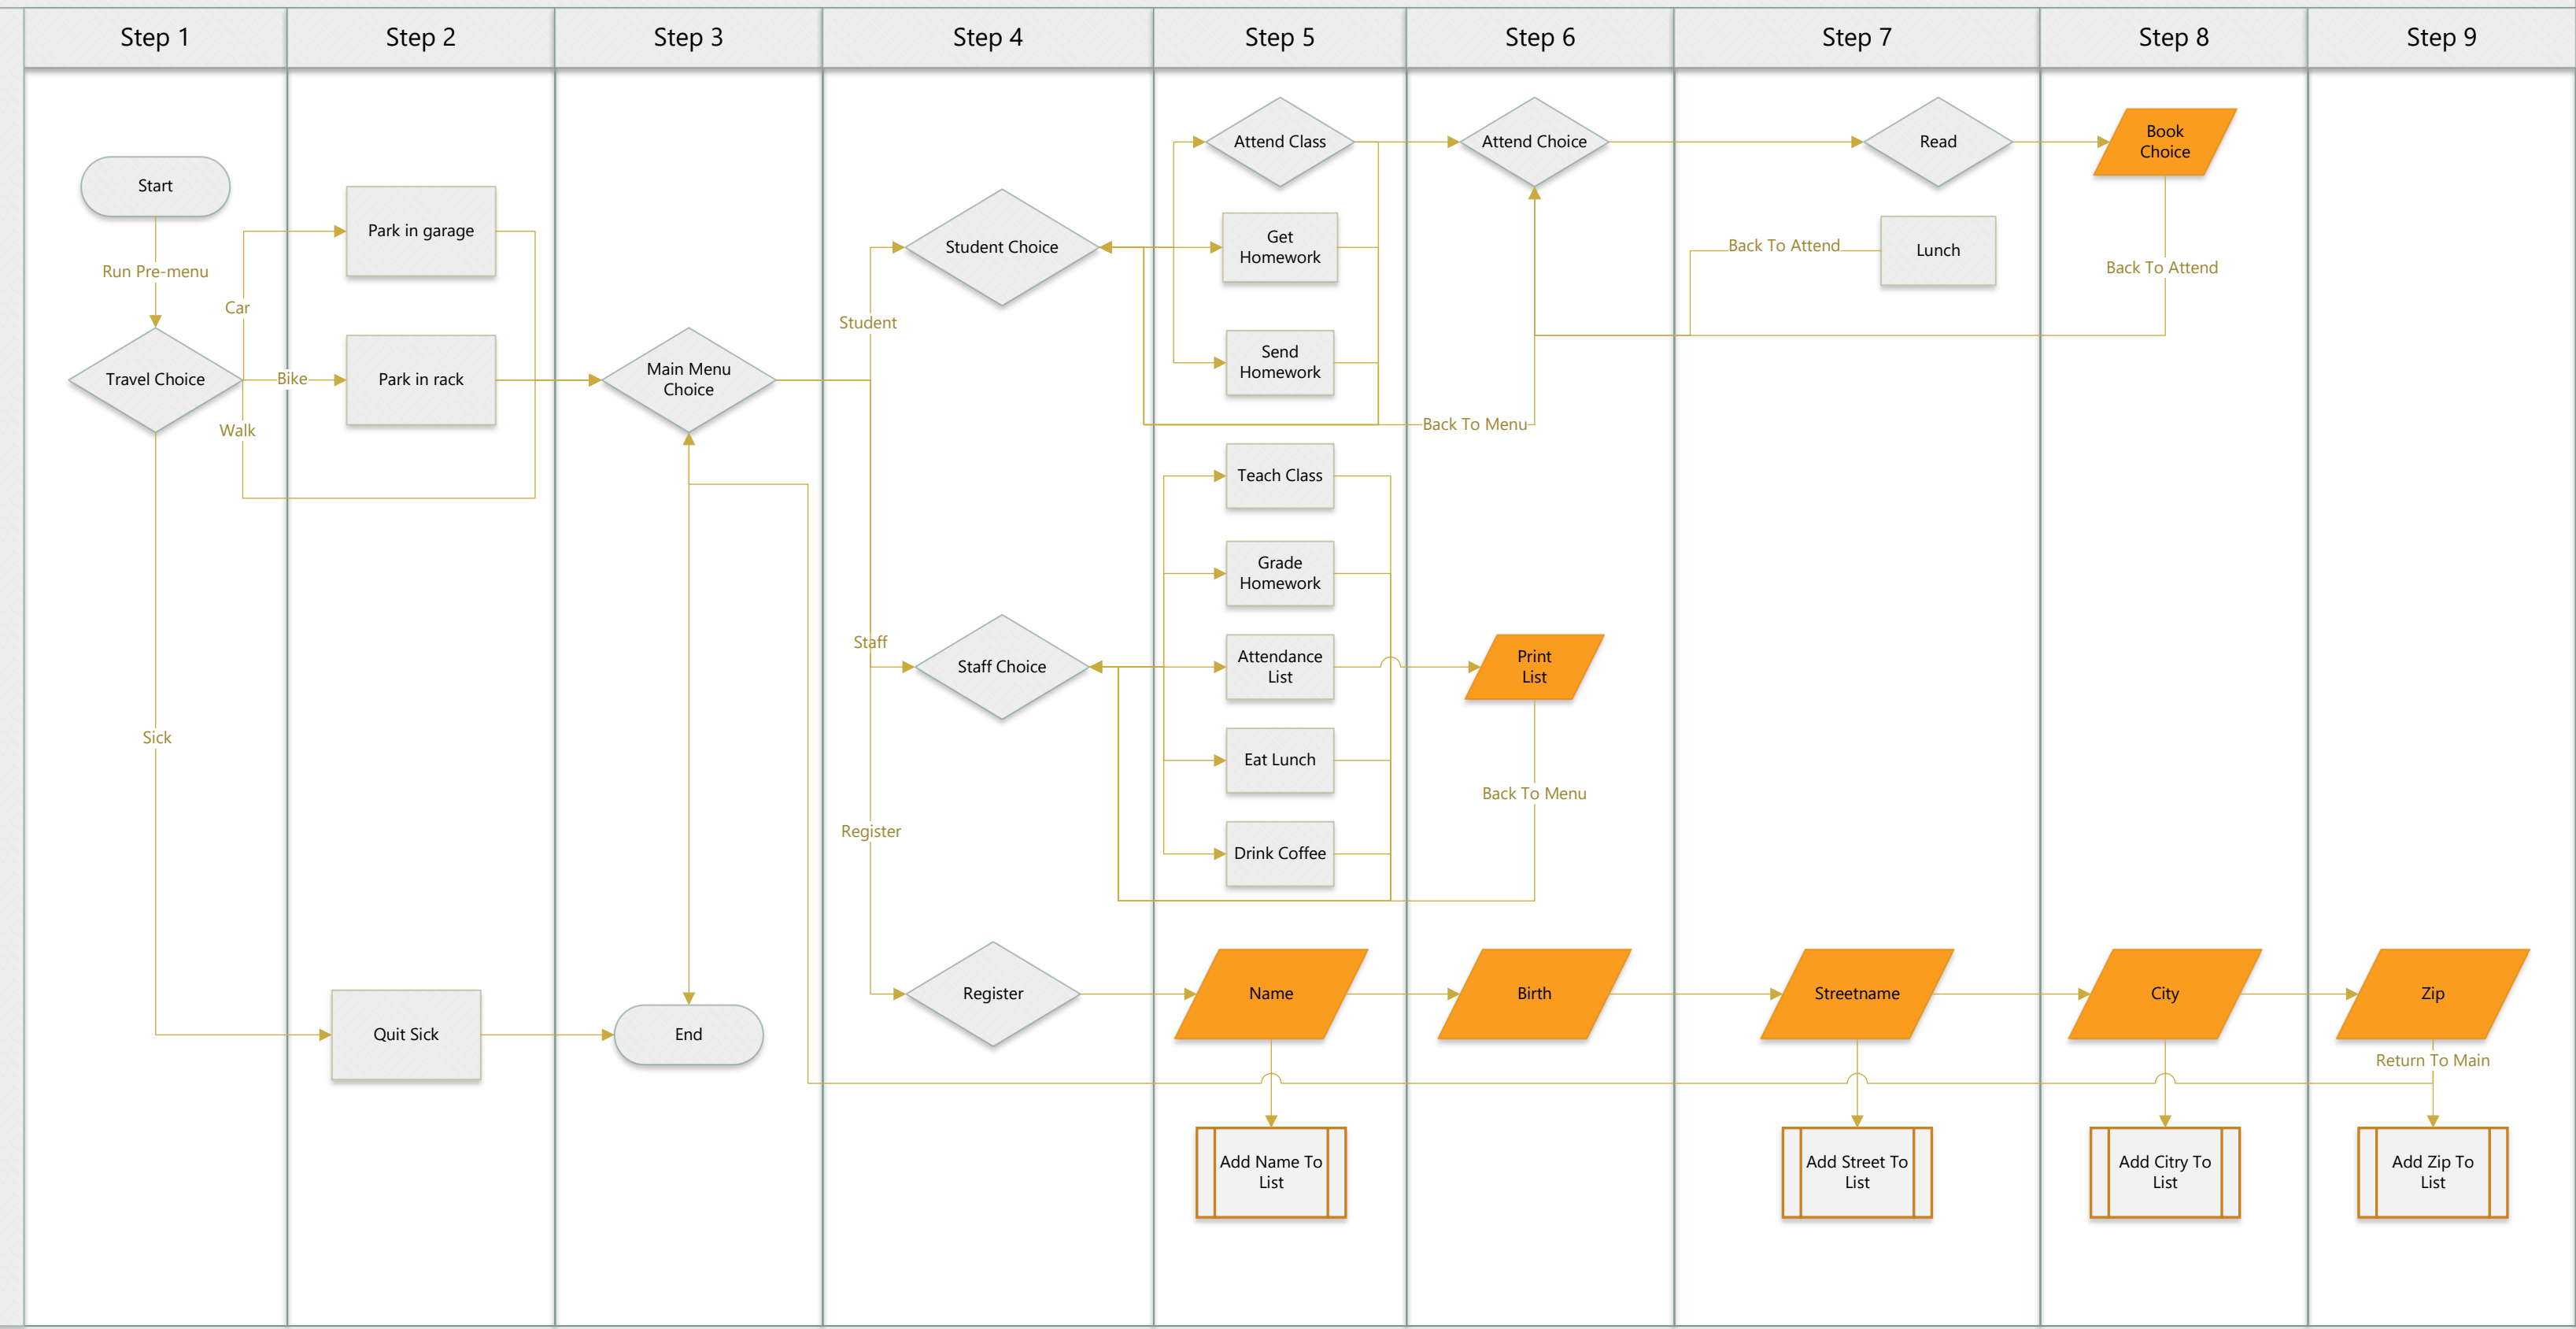 Step 1
Step 2
Step 3
Step 4
Step 5
Step 6
Step 7
Step 8
Step 9
Start
Run Pre-menu
Travel Choice
Car
Bike
Walk
Sick
Park in garage
Park in rack
Quit Sick
Main Menu
Choice
End
Student
Staff
Register
Student Choice
Staff Choice
Register
Attend Class
Get
Homework
Send
Homework
Teach Class
Grade
Homework
Attendance
List
Eat Lunch
Drink Coffee
Name
Add Name To
List
Attend Choice
Back To Menu
Print
List
Back To Menu
Birth
Read
Lunch
Back To Attend
Streetname
Add Street To
List
Book
Choice
Back To Attend
City
Add Citry To
List
Zip
Return To Main
Add Zip To
List